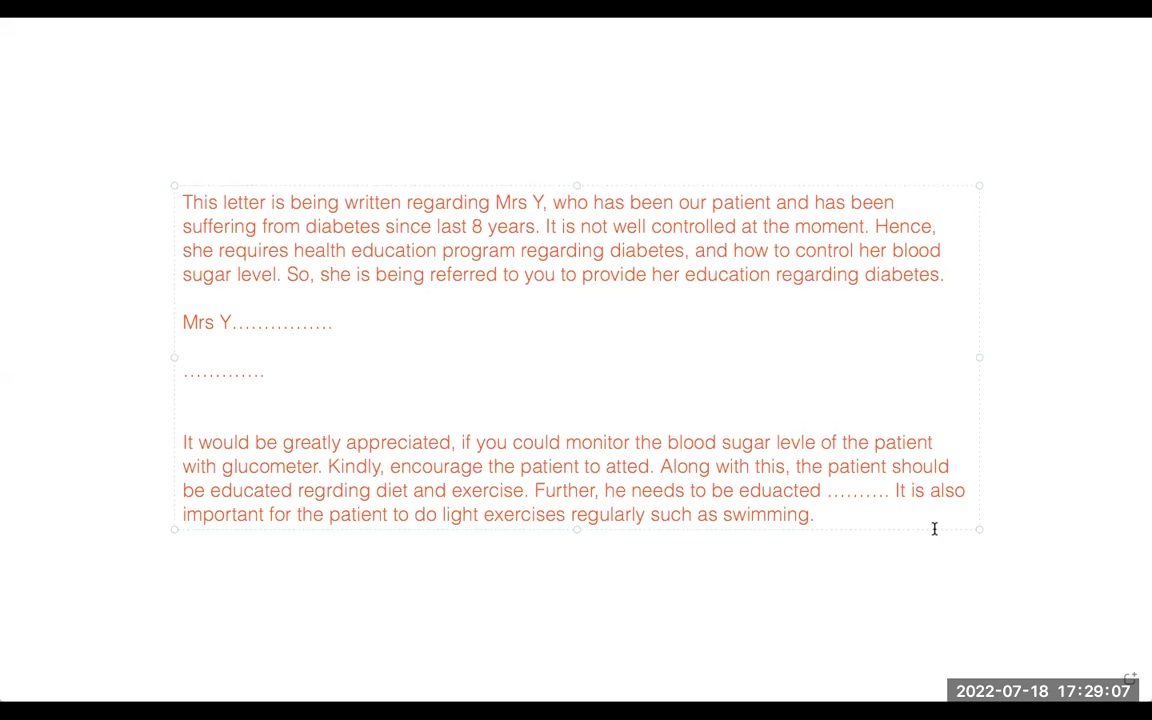 This letter is being written regarding Mrs Y, who has been our patient and has been
suffering from diabetes since last 8 years. It is not well controlled at the moment. Hence,
she requires health education program regarding diabetes, and how to control her blood
sugar level. So, she is being referred to you to provide her education regarding diabetes.
Mrs Y................
.............
It would be greatly appreciated, if you could monitor the blood sugar levle of the patient
with glucometer. Kindly, encourage the patient to atted. Along with this, the patient should
be educated regrding diet and exercise. Further, he needs to be eduacted .......... It is also
important for the patient to do light exercises regularly such as swimming.
2022-07-18 17:29:07